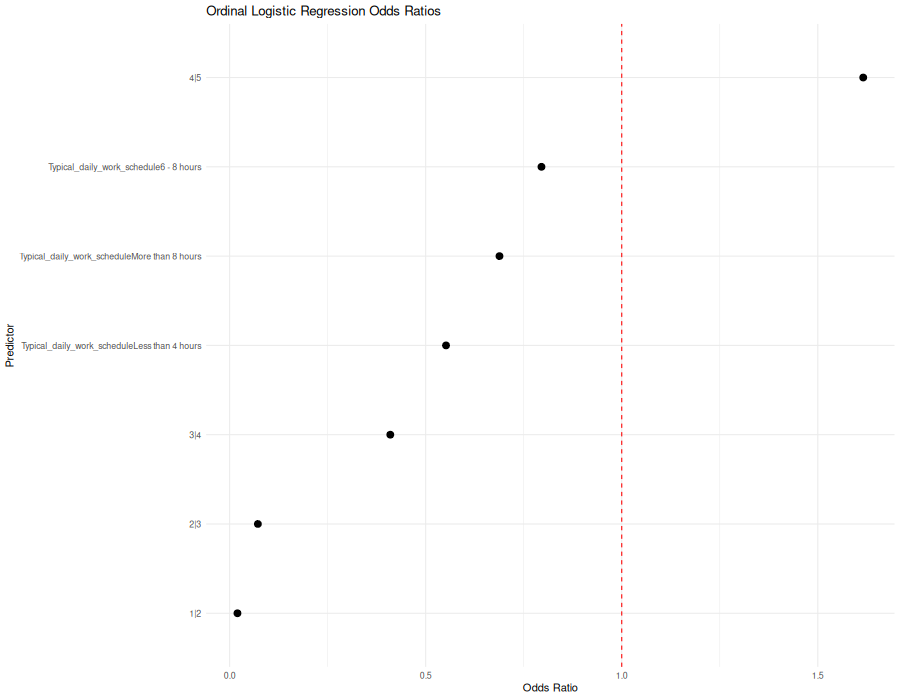 Ordinal Logistic Regression Odds Ratios
4|5
Typical_daily_work_schedule6 - 8 hours
Typical_daily_work_scheduleMore than 8 hours
Typical_daily_work_scheduleLess than 4 hours
3|4
2|3
1|2
Predictor
0.0 0.5 1.0 1.5
Odds Ratio